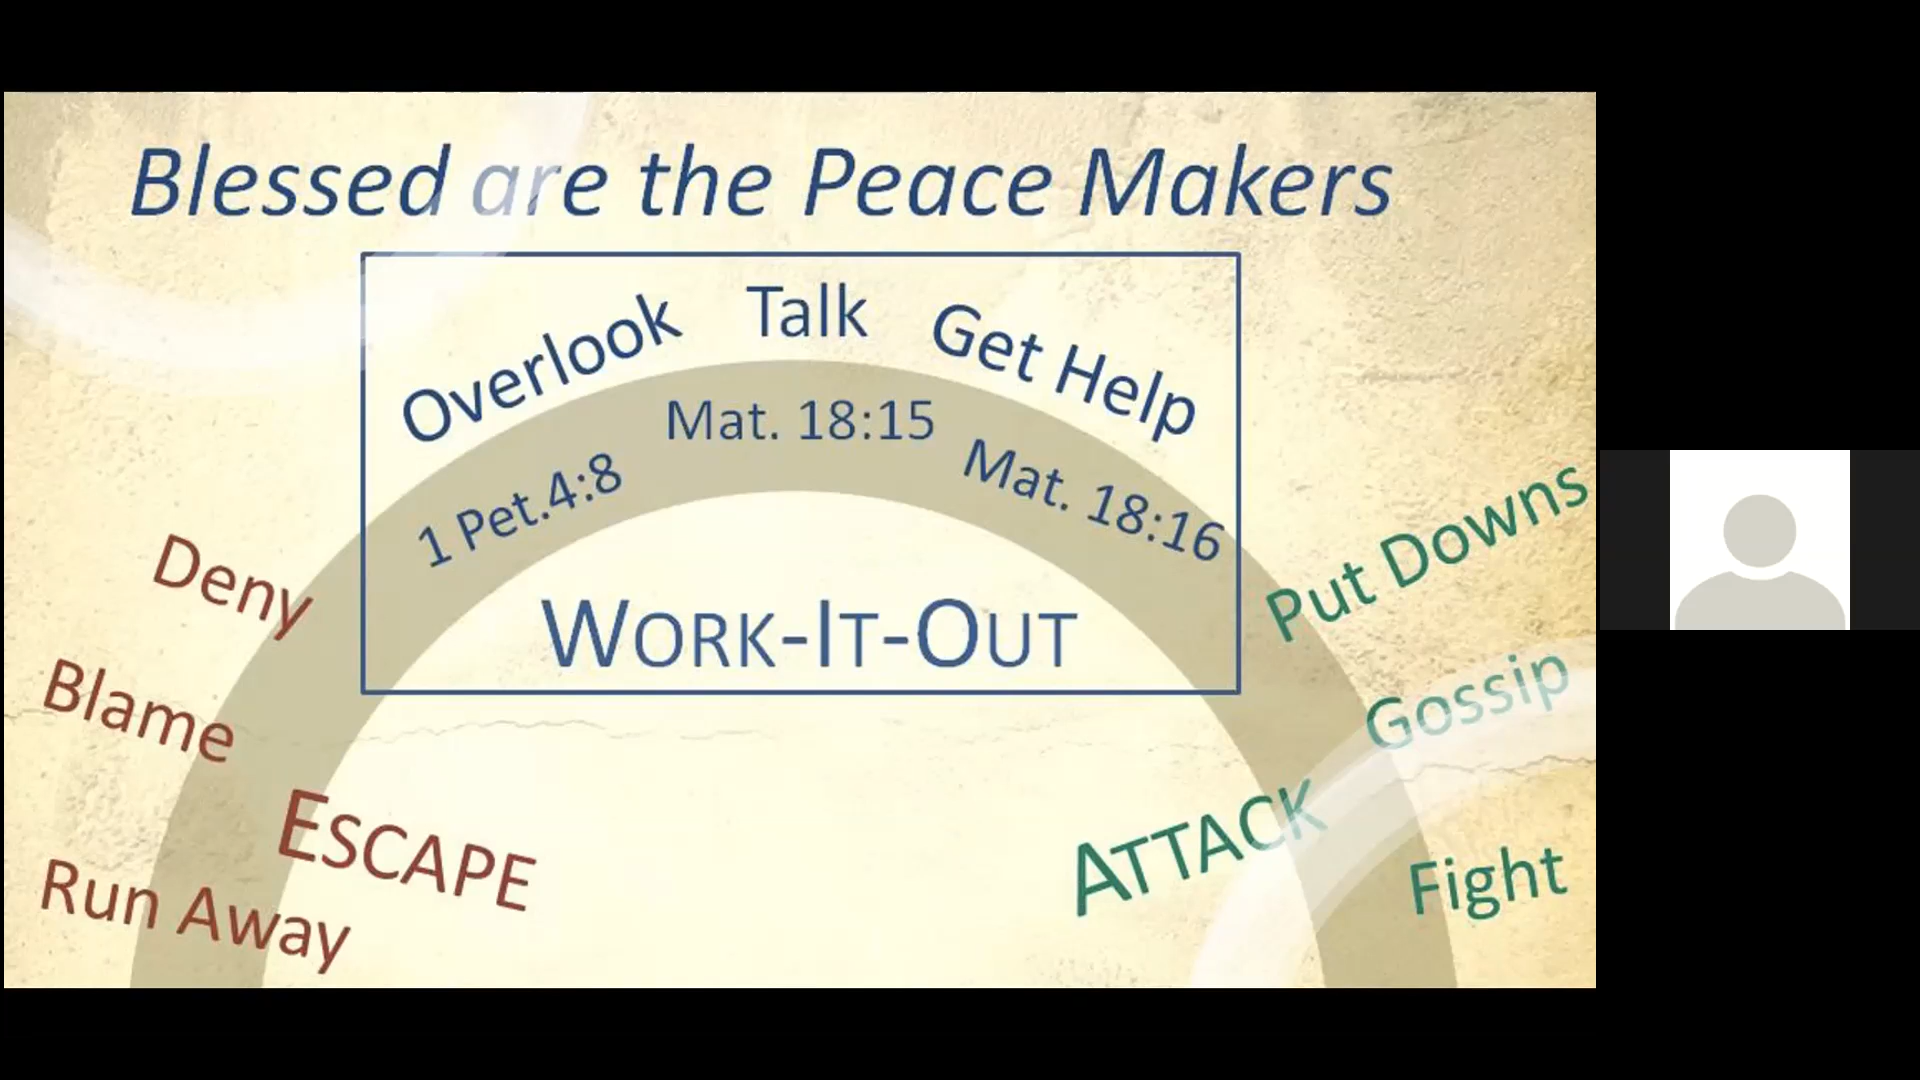 Blessed are the Peace Makers
Overlook
Talk
Get Help
1 Pet.4:8
Mat. 18:15
Mat. 18:16
WORK-IT-OUT
Deny
Blame
ESCAPE
Run Away
Put Downs
Gossip
ATTACK
Fight